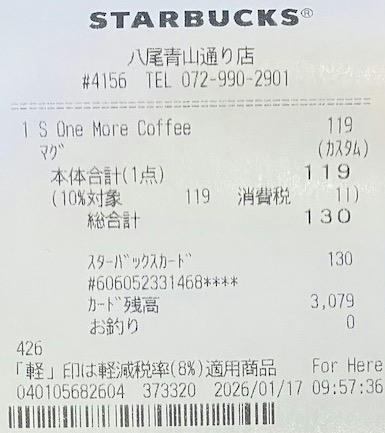 STARBUCKS®
八尾青山通り店
#4156 TEL 072-990-2901
1 S One More Coffee 119
マグ (カスタム)
本体合計(1点) 119
(10%対象 119 消費税 11)
総合計 130
スターバックスカード 130
#606052331468****
カード残高 3,079
お釣り 0
426
「軽」印は軽減税率(8%)適用商品 For Here
040105682604 373320 2026/01/17 09:57:36